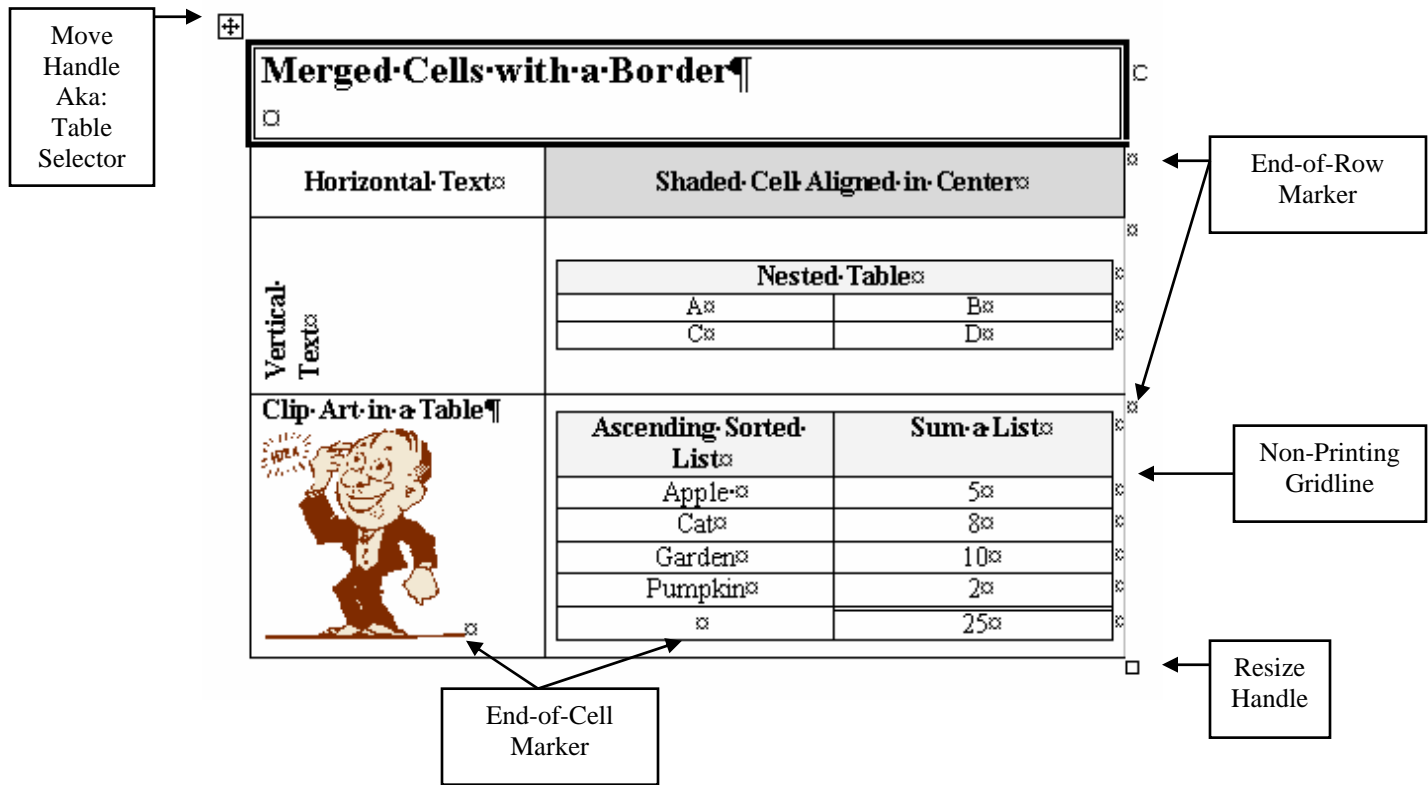 Move
Handle
Aka:
Table
Selector
Merged·Cells·with·a·Border¶
¤
Horizontal·Text¤
Shaded·Cell·Aligned·in·Center¤
¤
End-of-Row
Marker
¤
Vertical·
Text¤
Nested·Table¤
¤
A¤
B¤
¤
C¤
D¤
¤
Clip·Art·in·a·Table¶
IDEA
¤
¤
Ascending·Sorted·
List¤
Sum·a·List¤
¤
Apple·¤
5¤
¤
Cat¤
8¤
¤
Garden¤
10¤
¤
Pumpkin¤
2¤
¤
¤
25¤
¤
Non-Printing
Gridline
Resize
Handle
End-of-Cell
Marker